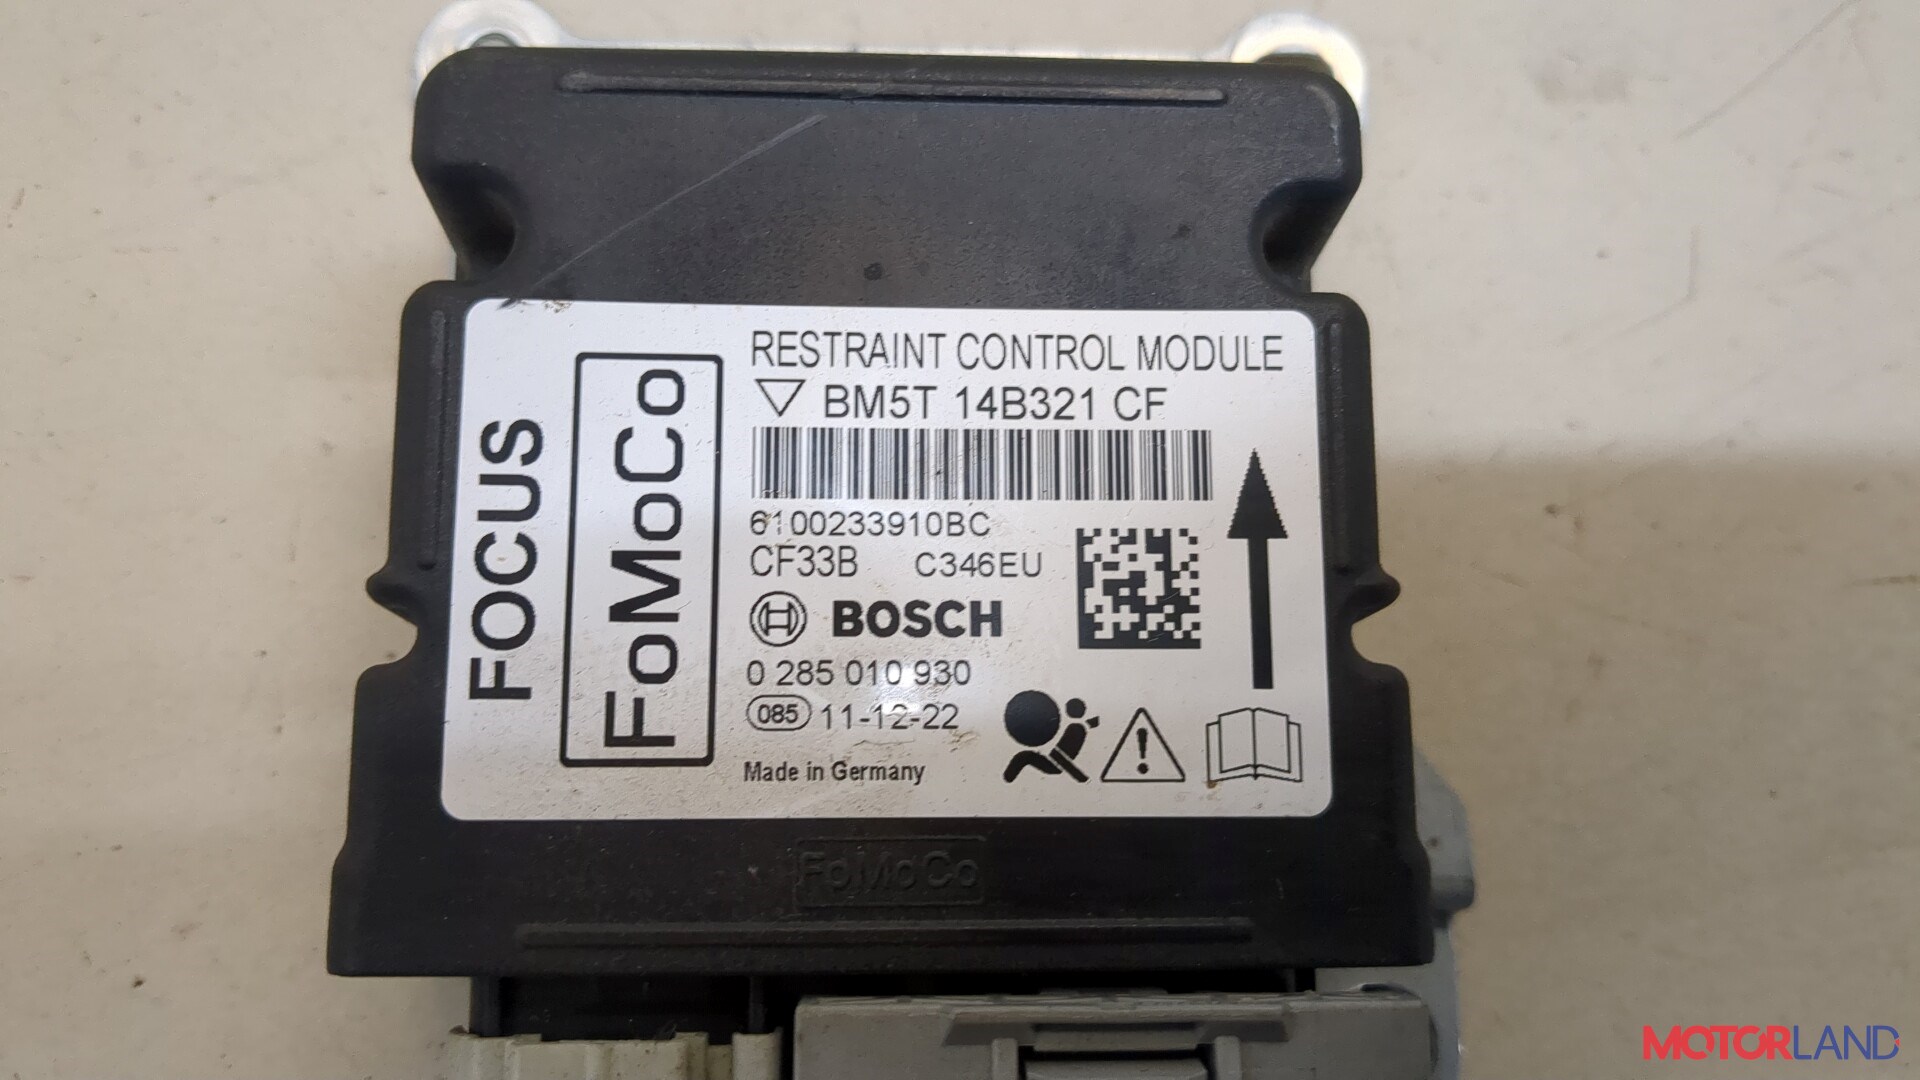 RESTRAINT CONTROL MODULE
BM5T 14B321 CF
6100233910BC
CF33B C346EU
BOSCH
0 285 010 930
085 11-12-22
Made in Germany
FOCUS
FoMoCo
FoMoCo
MOTORLAND